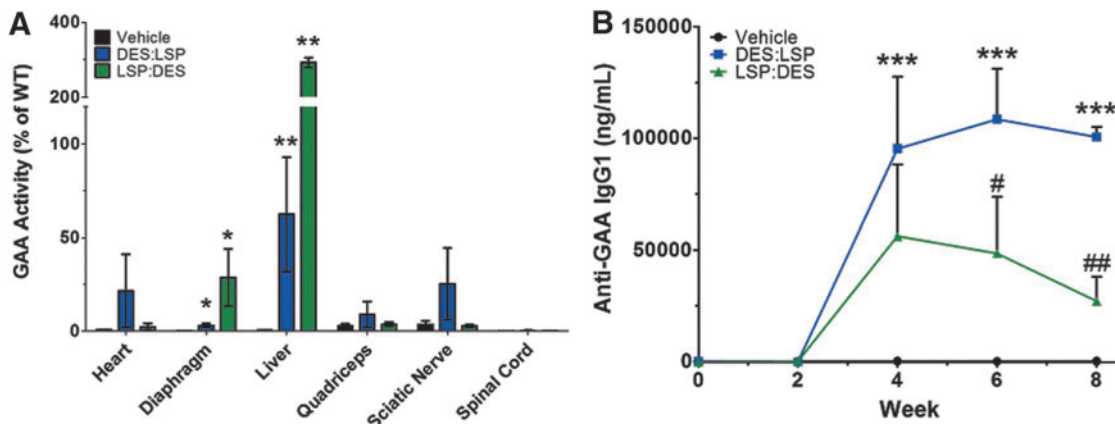 A
Vehicle
DES:LSP
LSP:DES
GAA Activity (% of WT)
400
300
200
100
50
0
**
**
*
*
Heart
Diaphragm
Liver
Quadriceps
Sciatic Nerve
Spinal Cord
B
Vehicle
DES:LSP
LSP:DES
Anti-GAA IgG1 (ng/mL)
150000
100000
50000
0
***
***
***
#
##
0 2 4 6 8
Week